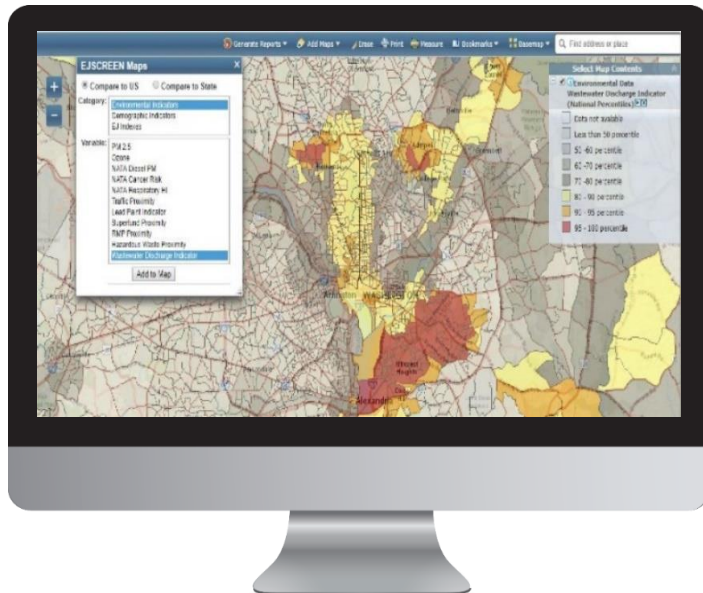 Generate Reports Add Maps Erase Print Measure Bookmarks Basemap Find address or place
EJSCREEN Maps X
Compare to US Compare to State
Category:
Environmental Indicators
Demographic Indicators
EJ Indexes
Variable:
PM 2.5
Ozone
NATA Diesel PM
NATA Cancer Risk
NATA Respiratory HI
Traffic Proximity
Lead Paint Indicator
Superfund Proximity
RMP Proximity
Hazardous Waste Proximity
Wastewater Discharge Indicator
Add to Map
Select Map Contents
Environmental Data
Wastewater Discharge Indicator
(National Percentiles)
Data not available
Less than 50 percentile
50 -60 percentile
60 -70 percentile
70 -80 percentile
80 - 90 percentile
90 - 95 percentile
95 - 100 percentile
Alexandria